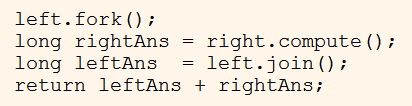 left.fork();
long rightAns = right.compute();
long leftAns  = left.join();
return leftAns + rightAns;